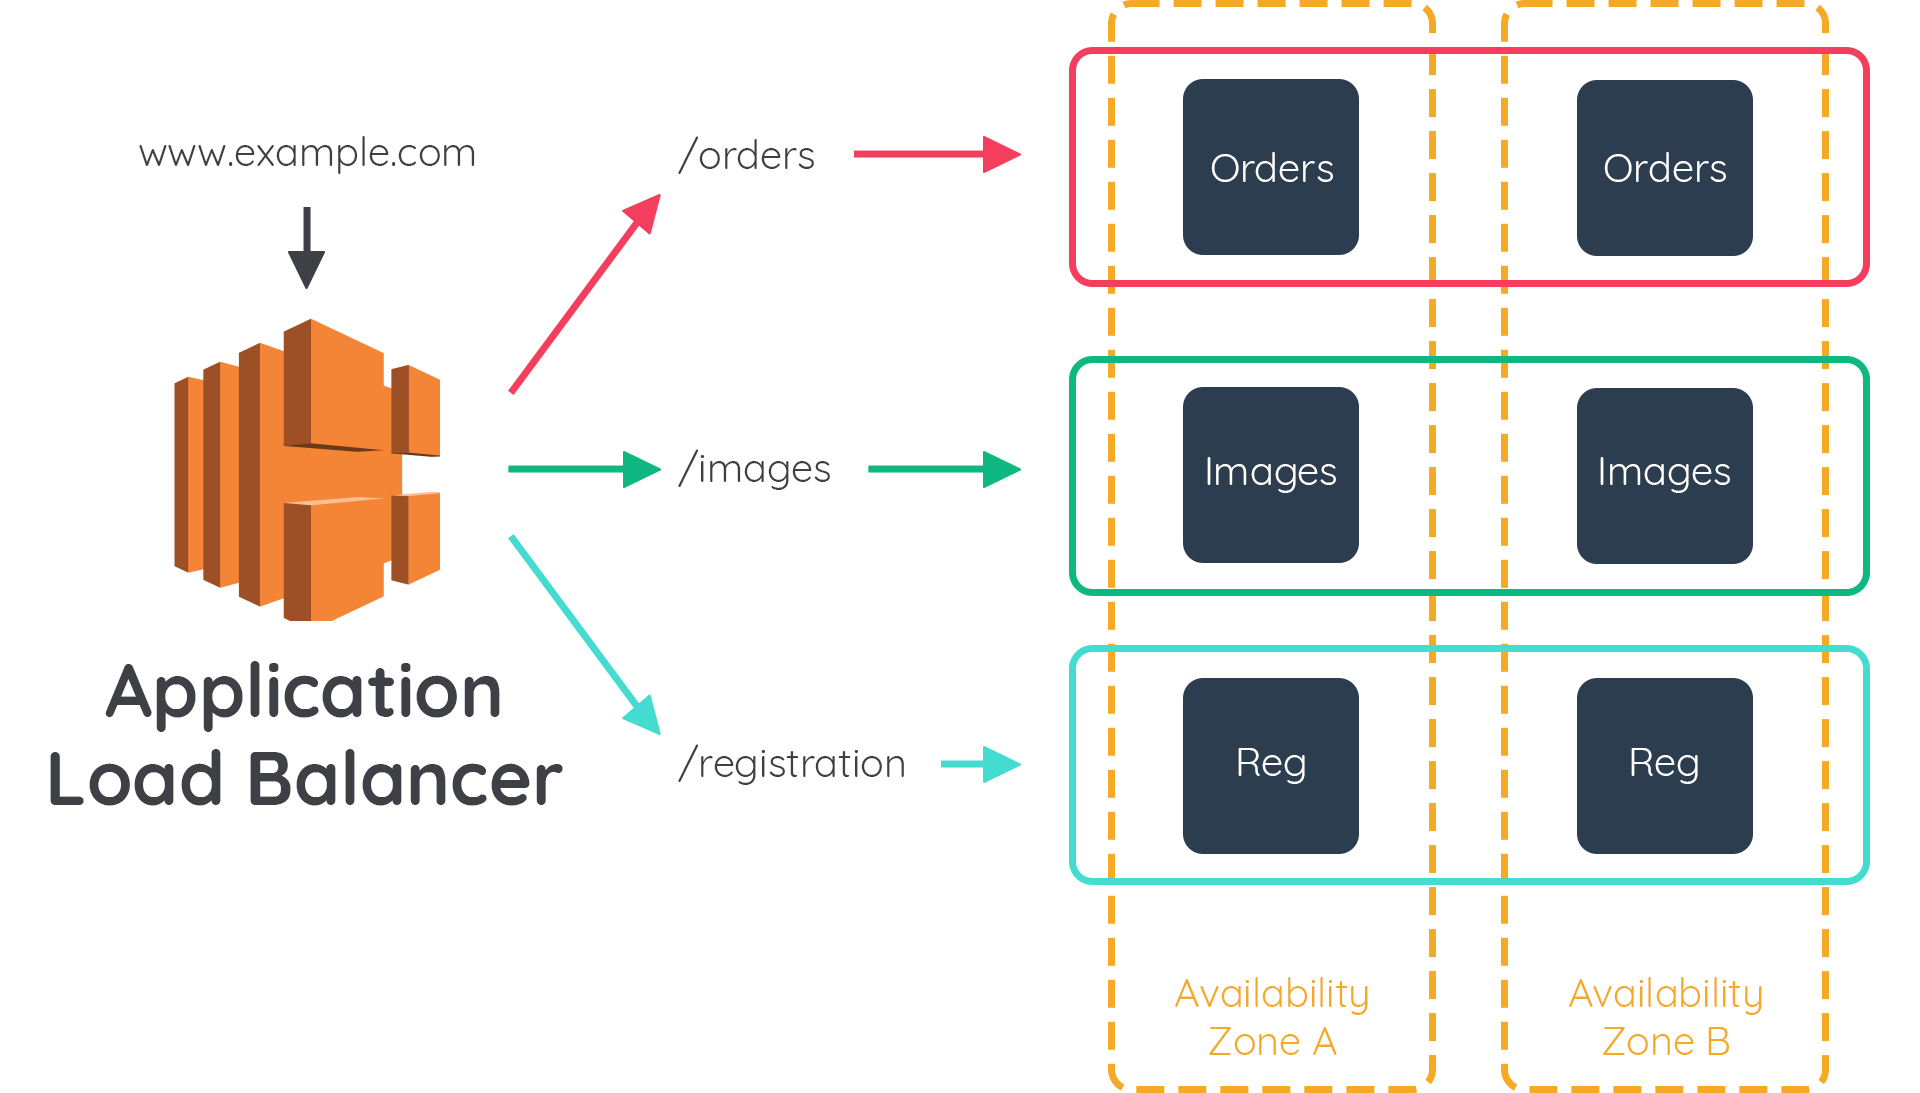 www.example.com
Application
Load Balancer
/orders
/images
/registration
Orders
Orders
Images
Images
Reg
Reg
Availability
Zone A
Availability
Zone B